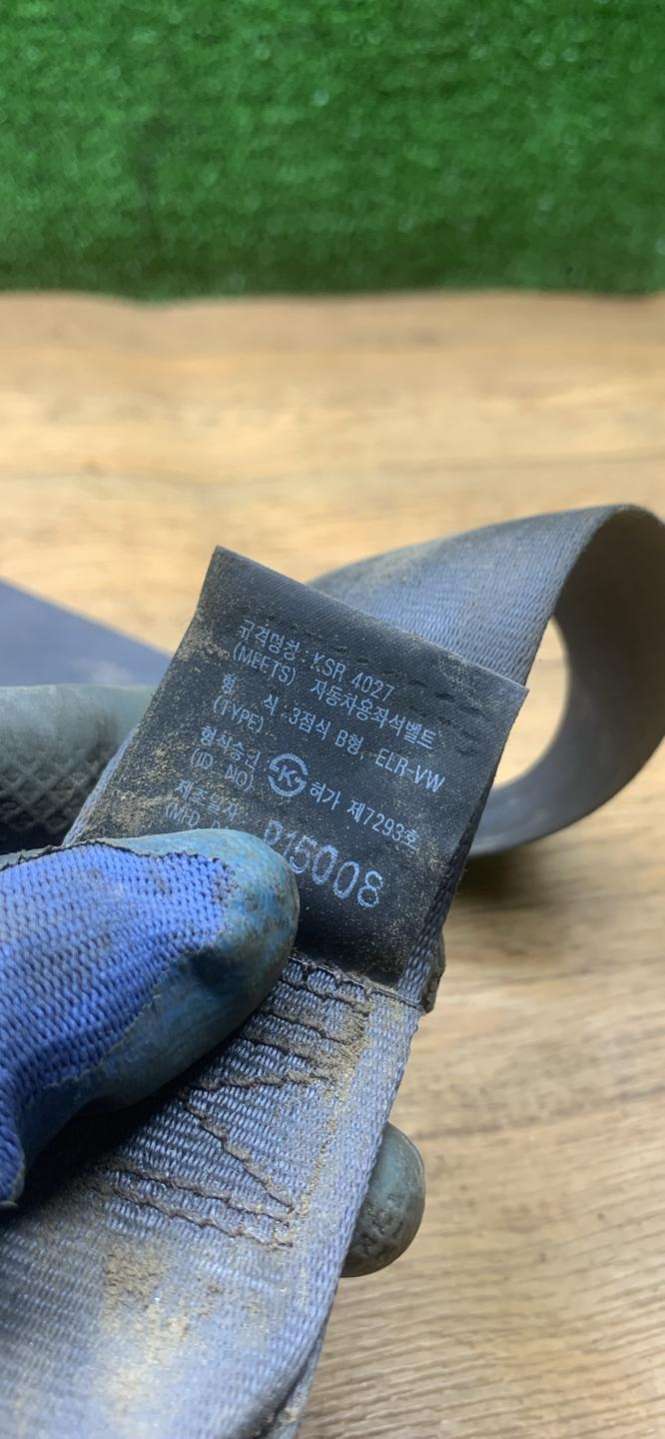 규격명칭 : KSR 4027
(MEETS) 자동차용좌석벨트
형 식 : 3점식 B형, ELR-VW
(TYPE)
형식승인 K 허가 제7293호
(ID NO)
제조일자
(MFD 15008